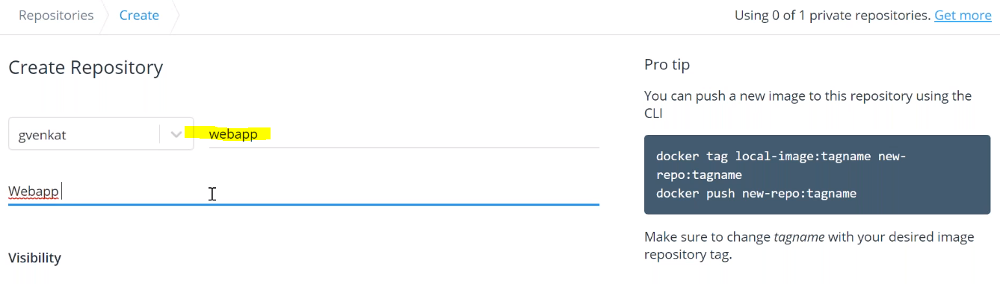 Repositories Create Using 0 of 1 private repositories. Get more
Create Repository
gvenkat webapp
Webapp
Visibility
Pro tip
You can push a new image to this repository using the
CLI
docker tag local-image:tagname new-
repo:tagname
docker push new-repo:tagname
Make sure to change tagname with your desired image
repository tag.